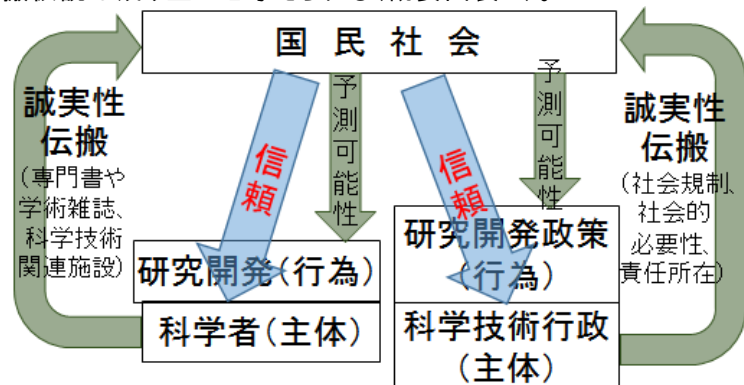 国民社会
誠実性
伝搬
(専門書や
学術雑誌、
科学技術
関連施設)
信頼
予測可能性
信頼
予測可能性
誠実性
伝搬
(社会規制、
社会的
必要性、
責任所在)
研究開発(行為)
科学者(主体)
研究開発政策
(行為)
科学技術行政
(主体)